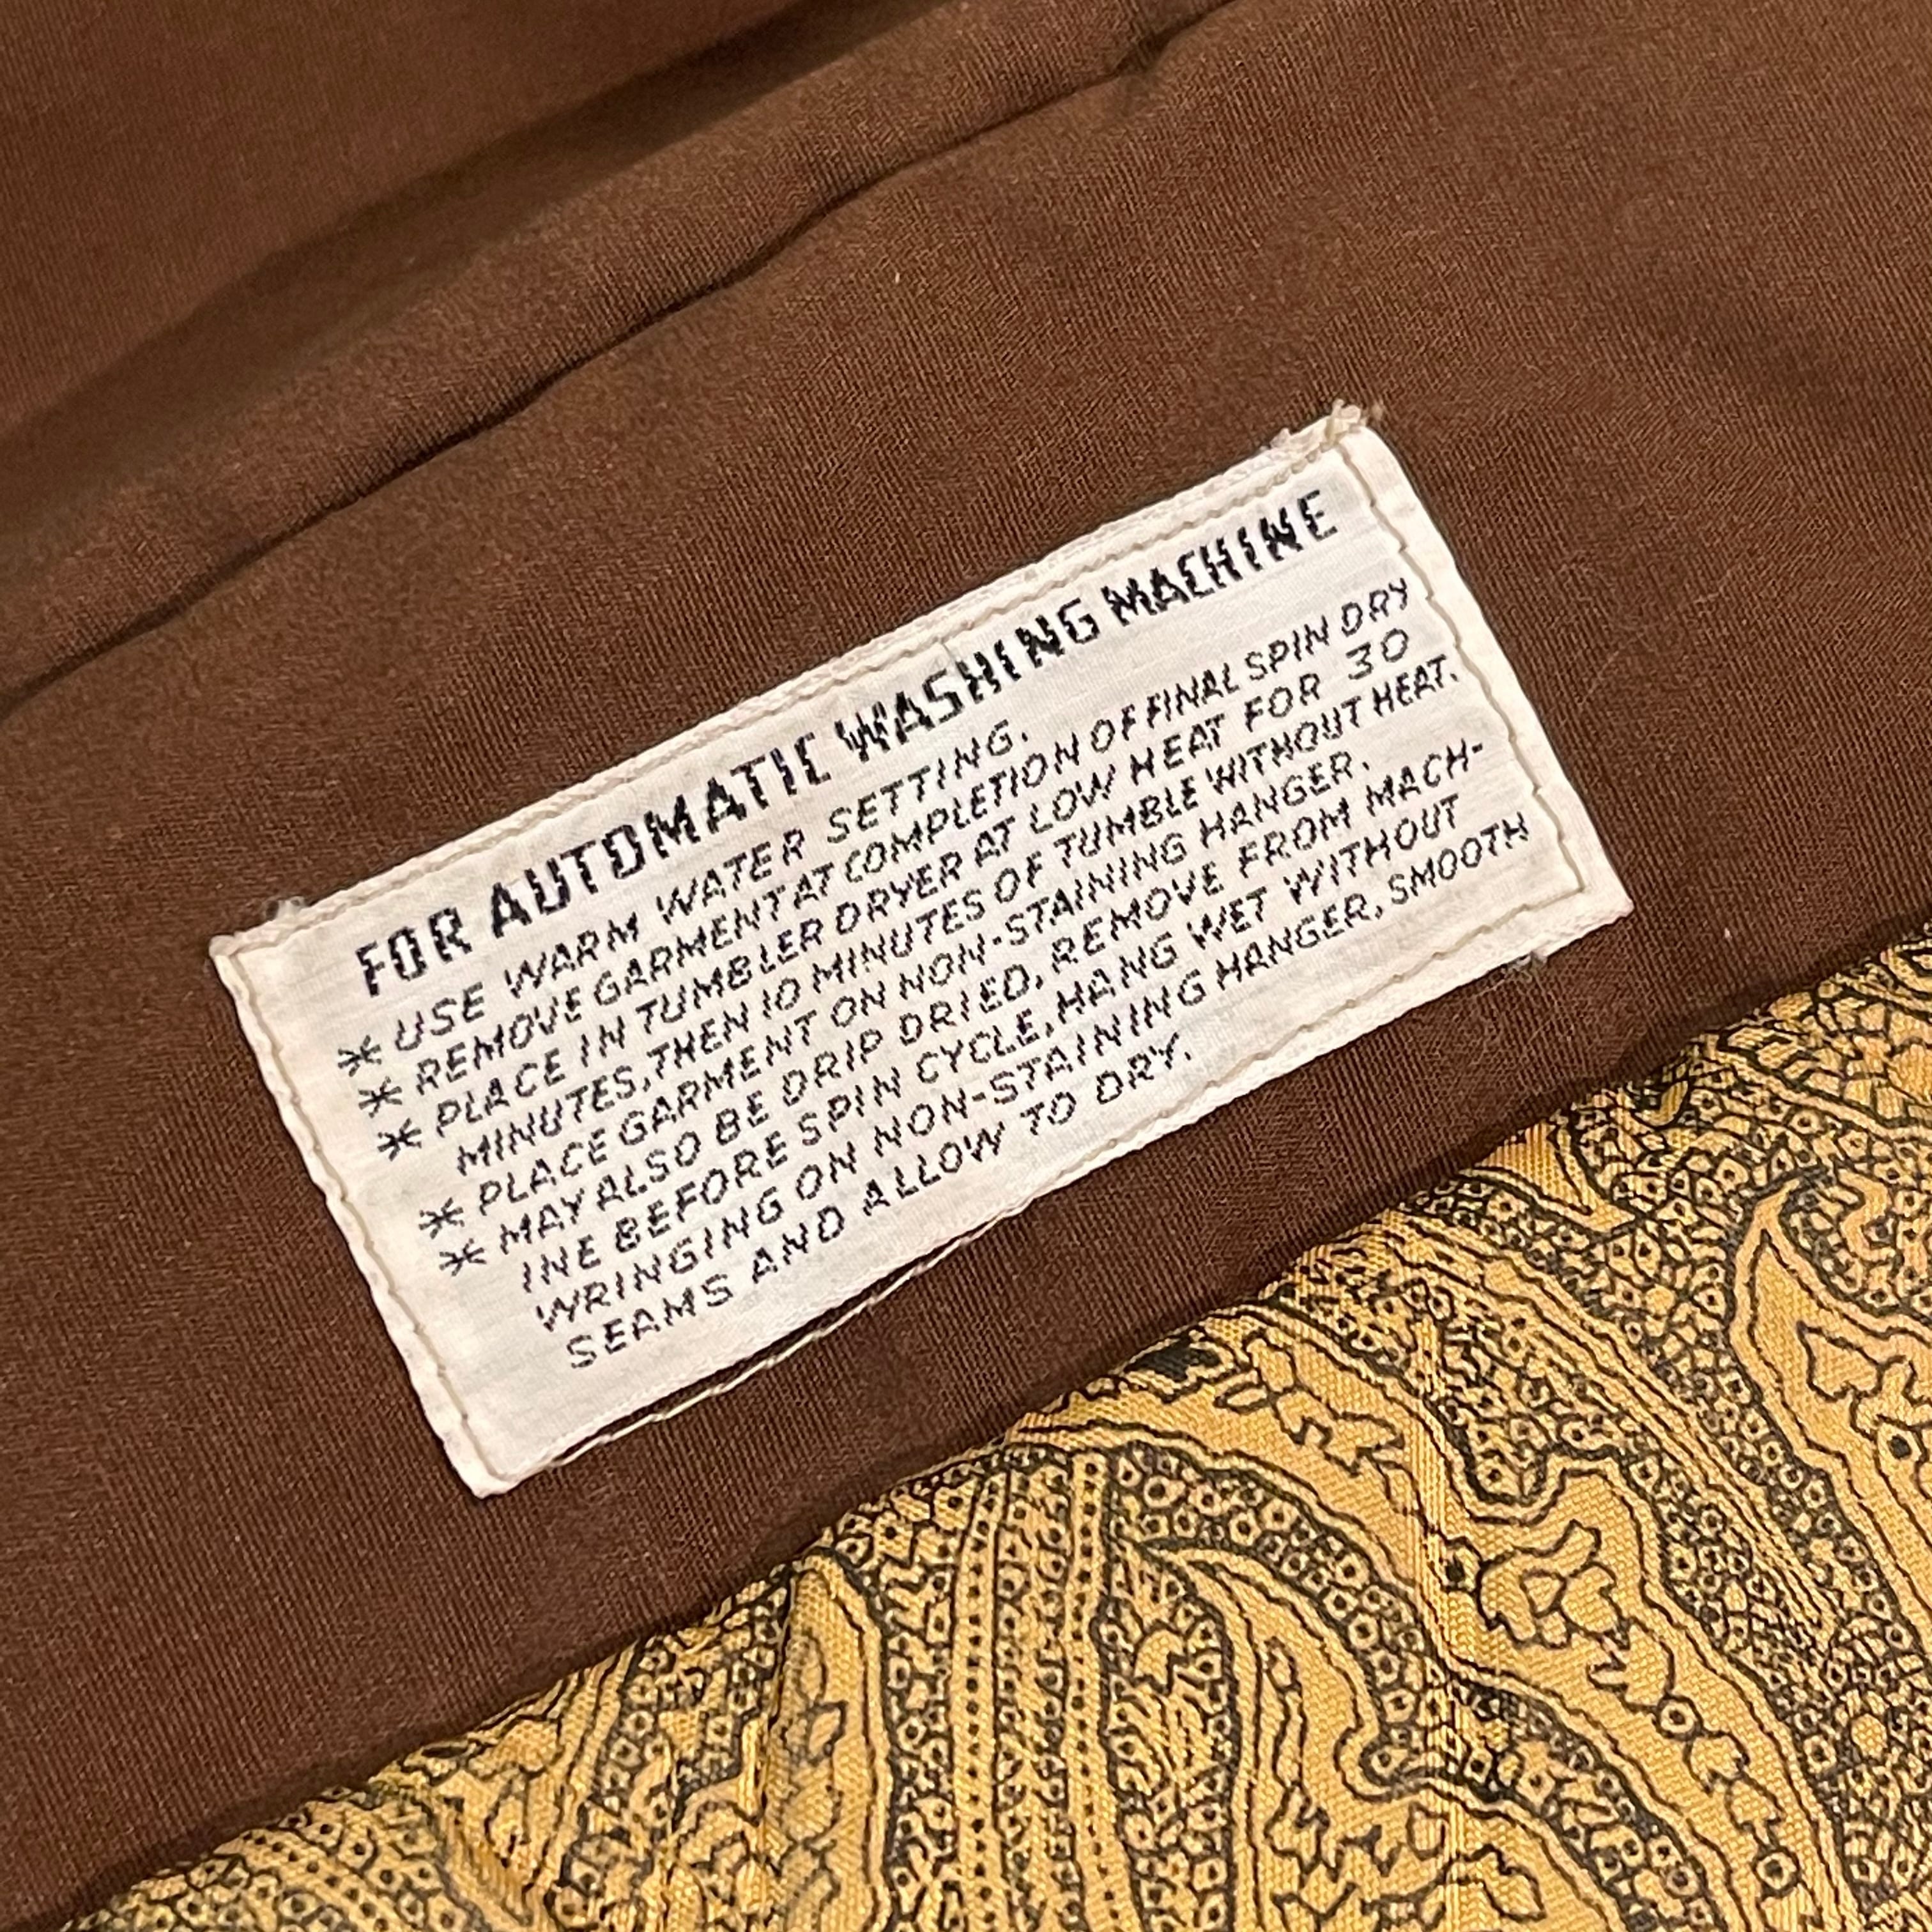 FOR AUTOMATIC WASHING MACHINE
* USE WARM WATER SETTING.
* REMOVE GARMENT AT COMPLETION OF FINAL SPIN DRY
* PLACE IN TUMBLER DRYER AT LOW HEAT FOR 30
MINUTES, THEN 10 MINUTES OF TUMBLE WITHOUT HEAT.
* PLACE GARMENT ON NON-STAINING HANGER.
* MAY ALSO BE DRIP DRIED. REMOVE FROM MACH-
INE BEFORE SPIN CYCLE, HANG WET WITHOUT
WRINGING ON NON-STAINING HANGER, SMOOTH
SEAMS AND ALLOW TO DRY.